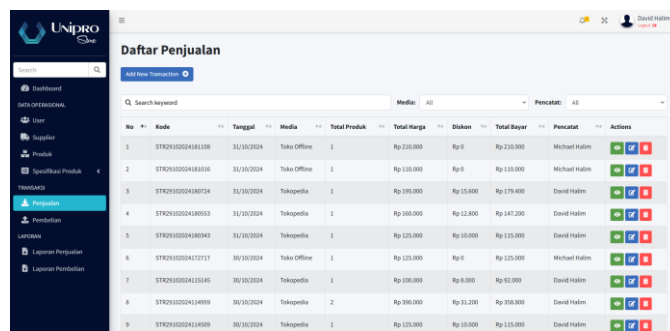 UNIPRO
Store
David Halim
Logout
Search
Dashboard
DATA OPERASIONAL
User
Supplier
Produk
Spesifikasi Produk
TRANSAKSI
Penjualan
Pembelian
LAPORAN
Laporan Penjualan
Laporan Pembelian
Daftar Penjualan
Add New Transaction
Search keyword Media: All Pencatat: All
No Kode Tanggal Media Total Produk Total Harga Diskon Total Bayar Pencatat Actions
1 STR29102024181108 31/10/2024 Toko Offline 1 Rp 210.000 Rp 0 Rp 210.000 Michael Halim
2 STR29102024181016 31/10/2024 Toko Offline 1 Rp 110.000 Rp 0 Rp 110.000 Michael Halim
3 STR29102024180724 31/10/2024 Tokopedia 1 Rp 195.000 Rp 15.600 Rp 179.400 David Halim
4 STR29102024180553 31/10/2024 Tokopedia 1 Rp 160.000 Rp 12.800 Rp 147.200 David Halim
5 STR29102024180343 31/10/2024 Tokopedia 1 Rp 125.000 Rp 10.000 Rp 115.000 David Halim
6 STR29102024172717 30/10/2024 Toko Offline 1 Rp 125.000 Rp 0 Rp 125.000 Michael Halim
7 STR29102024115145 30/10/2024 Tokopedia 1 Rp 100.000 Rp 8.000 Rp 92.000 David Halim
8 STR29102024114959 30/10/2024 Tokopedia 2 Rp 390.000 Rp 31.200 Rp 358.800 David Halim
9 STR29102024114509 30/10/2024 Tokopedia 1 Rp 125.000 Rp 10.000 Rp 115.000 David Halim